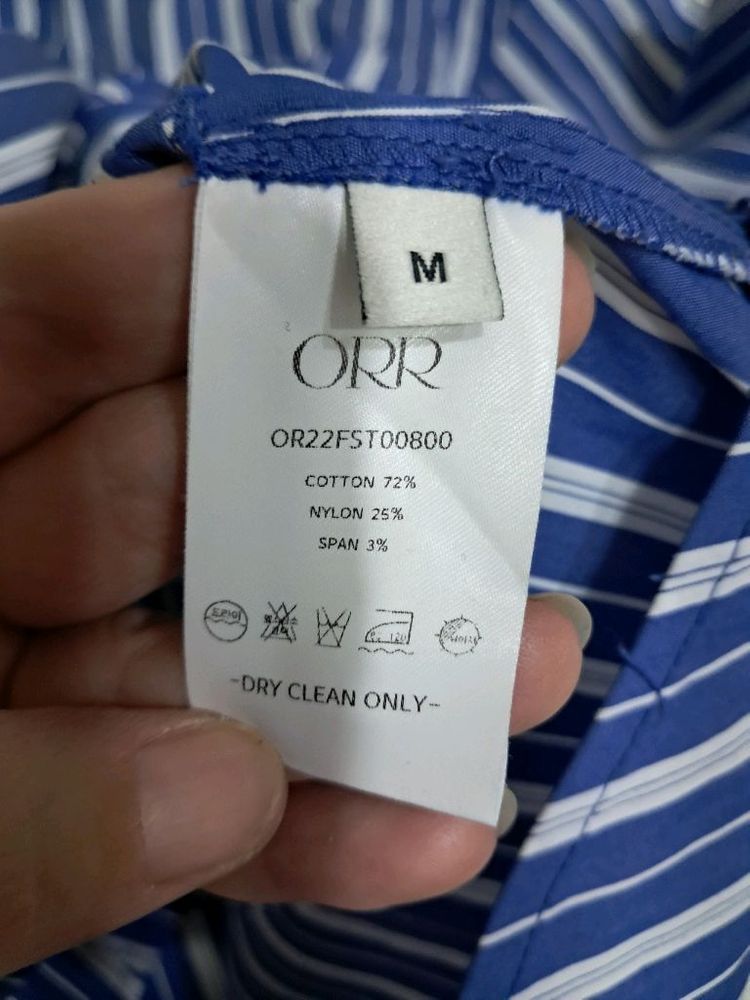 M
ORR
OR22FST00800
COTTON 72%
NYLON 25%
SPAN 3%
-DRY CLEAN ONLY-